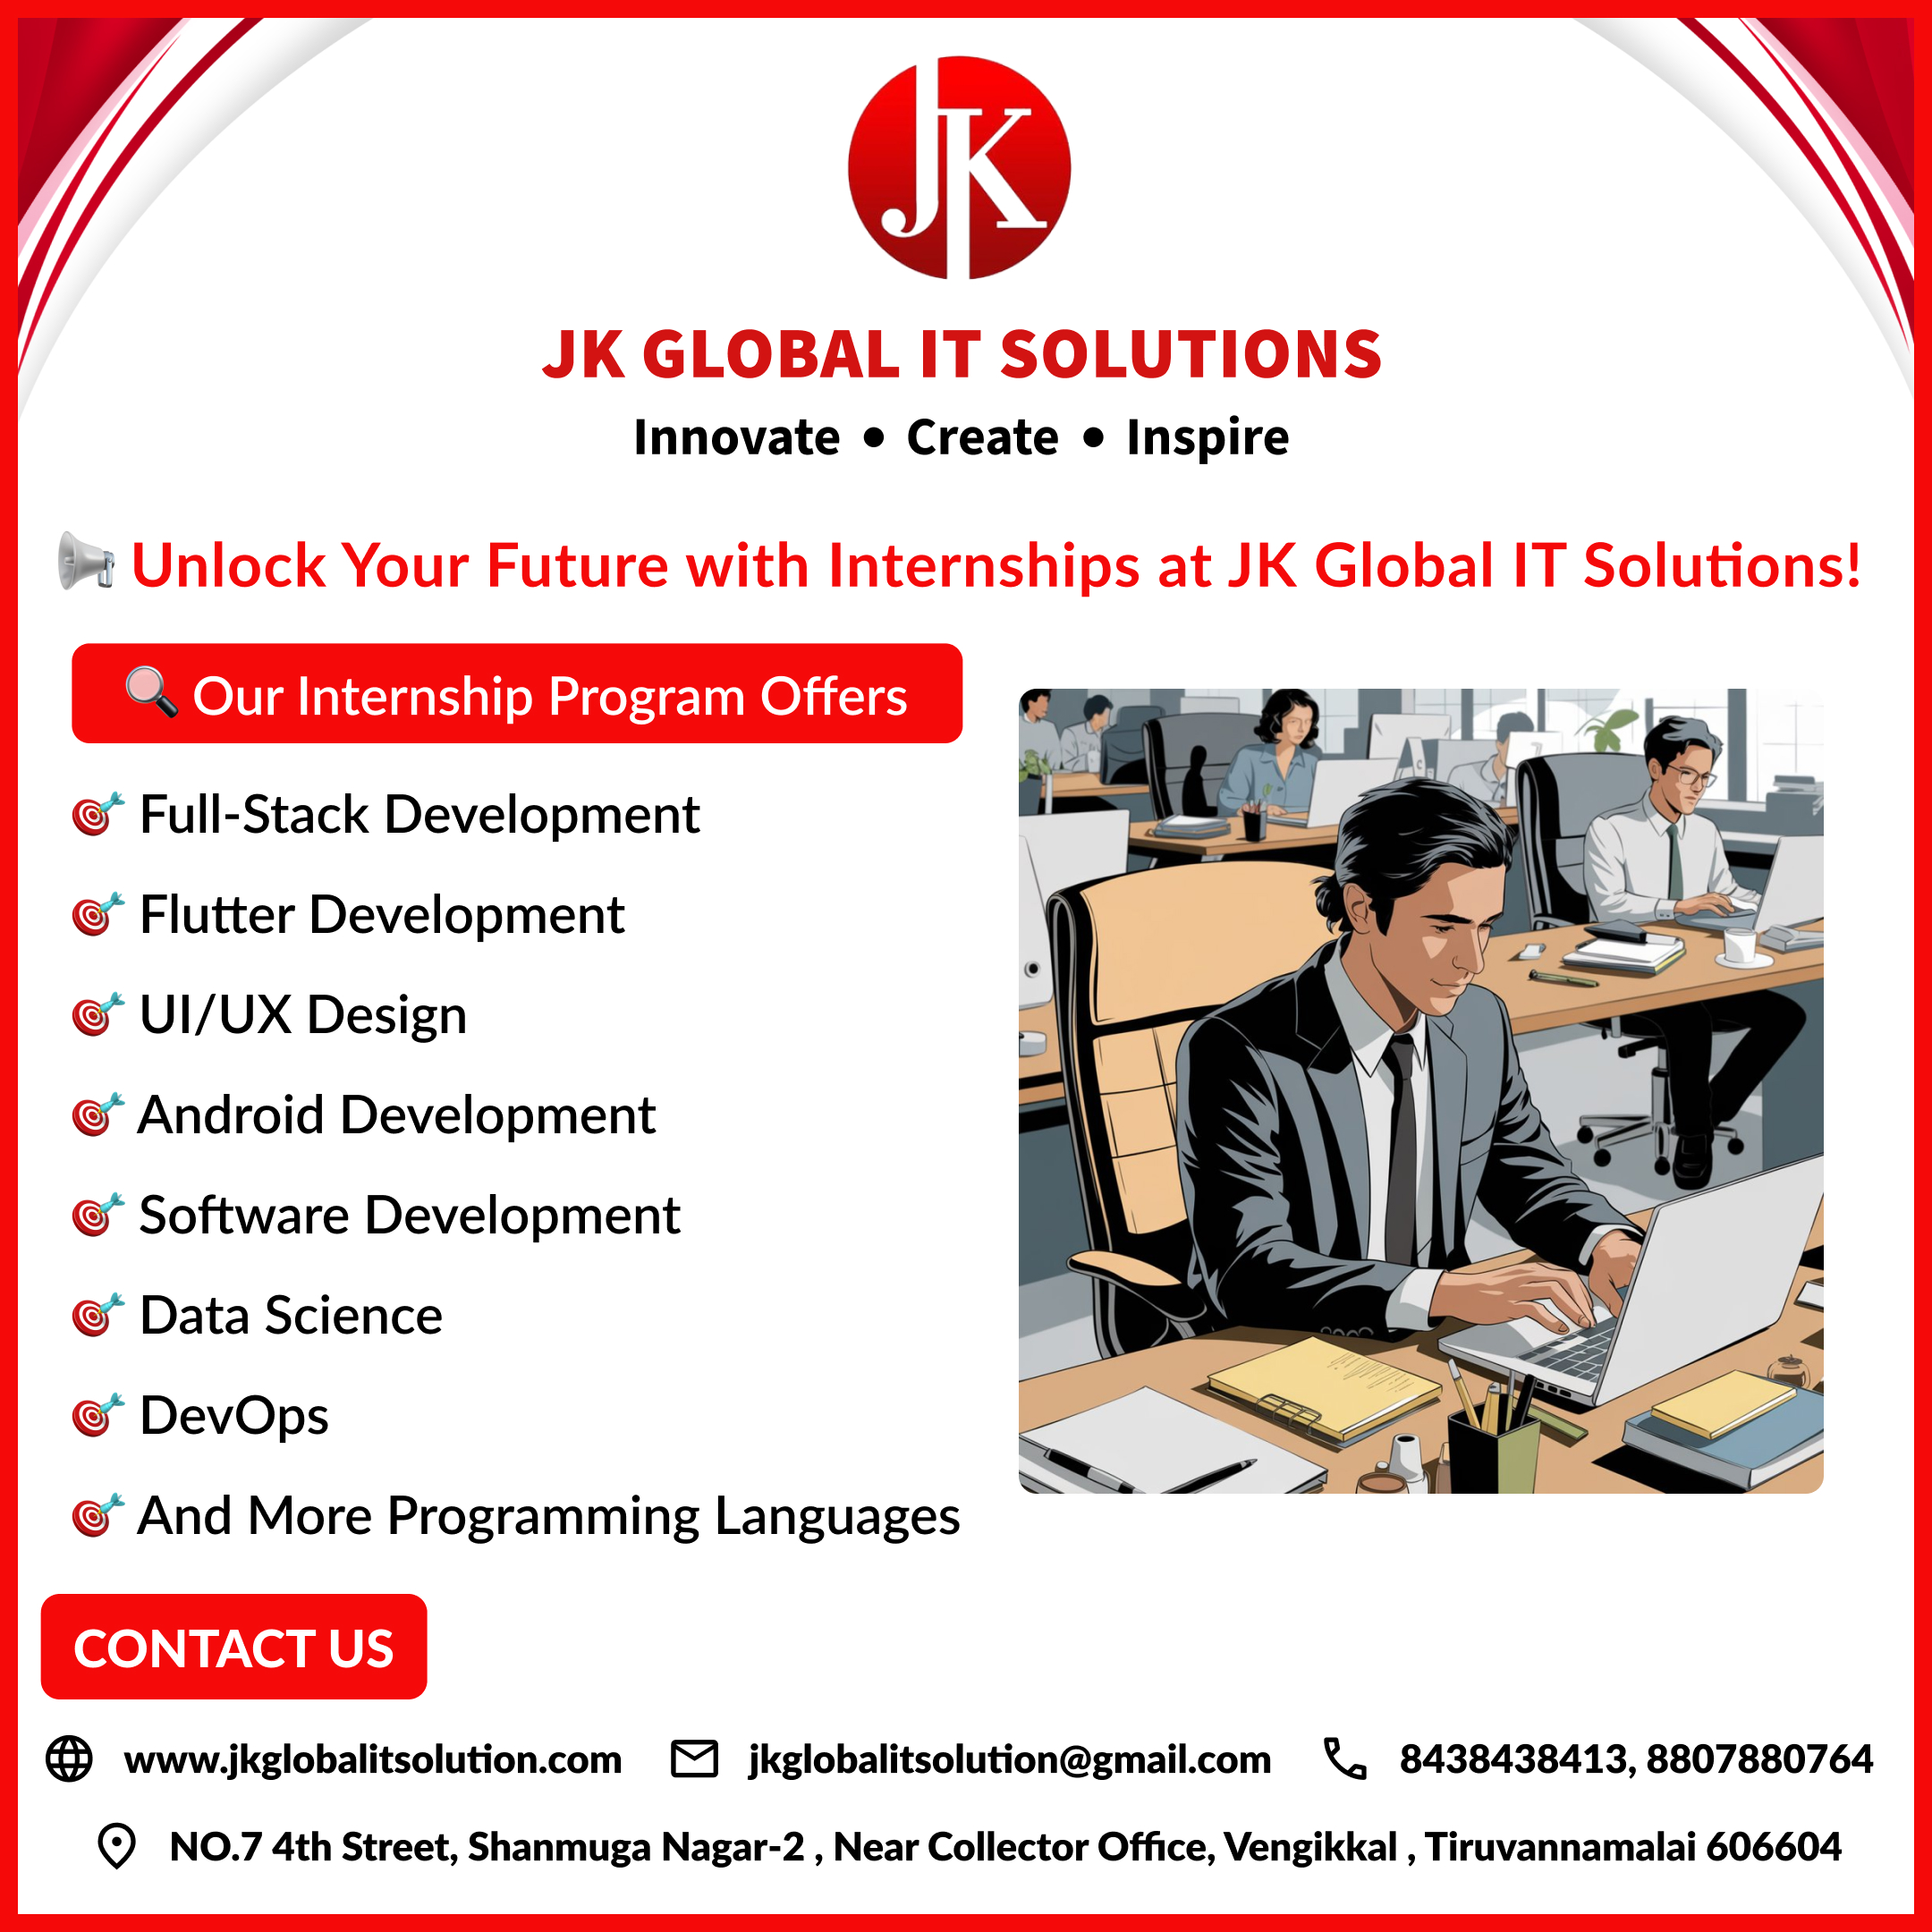 JK
JK GLOBAL IT SOLUTIONS
Innovate • Create • Inspire
Unlock Your Future with Internships at JK Global IT Solutions!
Our Internship Program Offers
Full-Stack Development
Flutter Development
UI/UX Design
Android Development
Software Development
Data Science
DevOps
And More Programming Languages
CONTACT US
www.jkglobalitsolution.com jkglobalitsolution@gmail.com 8438438413, 8807880764
NO.7 4th Street, Shanmuga Nagar-2 , Near Collector Office, Vengikkal , Tiruvannamalai 606604